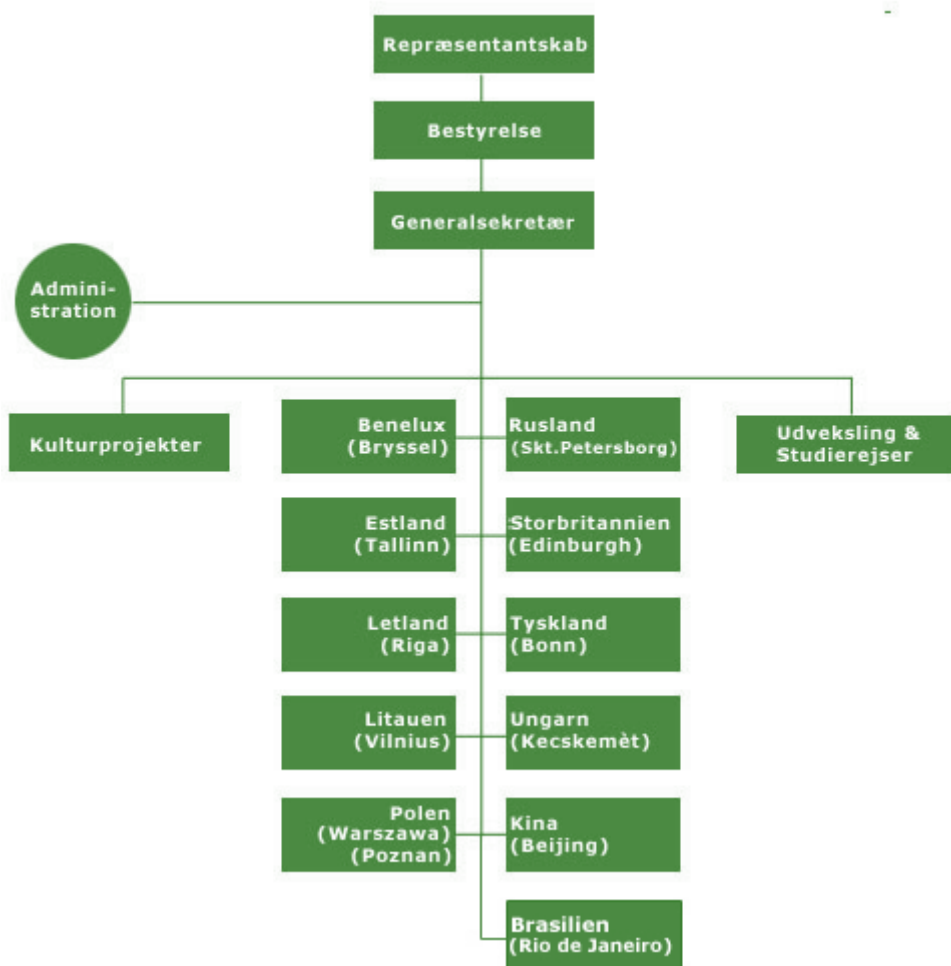 Repræsentantskab
Bestyrelse
Generalsekretær
Admini-
stration
Kulturprojekter
Benelux
(Bryssel)
Rusland
(Skt.Petersborg)
Udveksling &
Studierejser
Estland
(Tallinn)
Storbritannien
(Edinburgh)
Letland
(Riga)
Tyskland
(Bonn)
Litauen
(Vilnius)
Ungarn
(Kecskemèt)
Polen
(Warszawa)
(Poznan)
Kina
(Beijing)
Brasilien
(Rio de Janeiro)